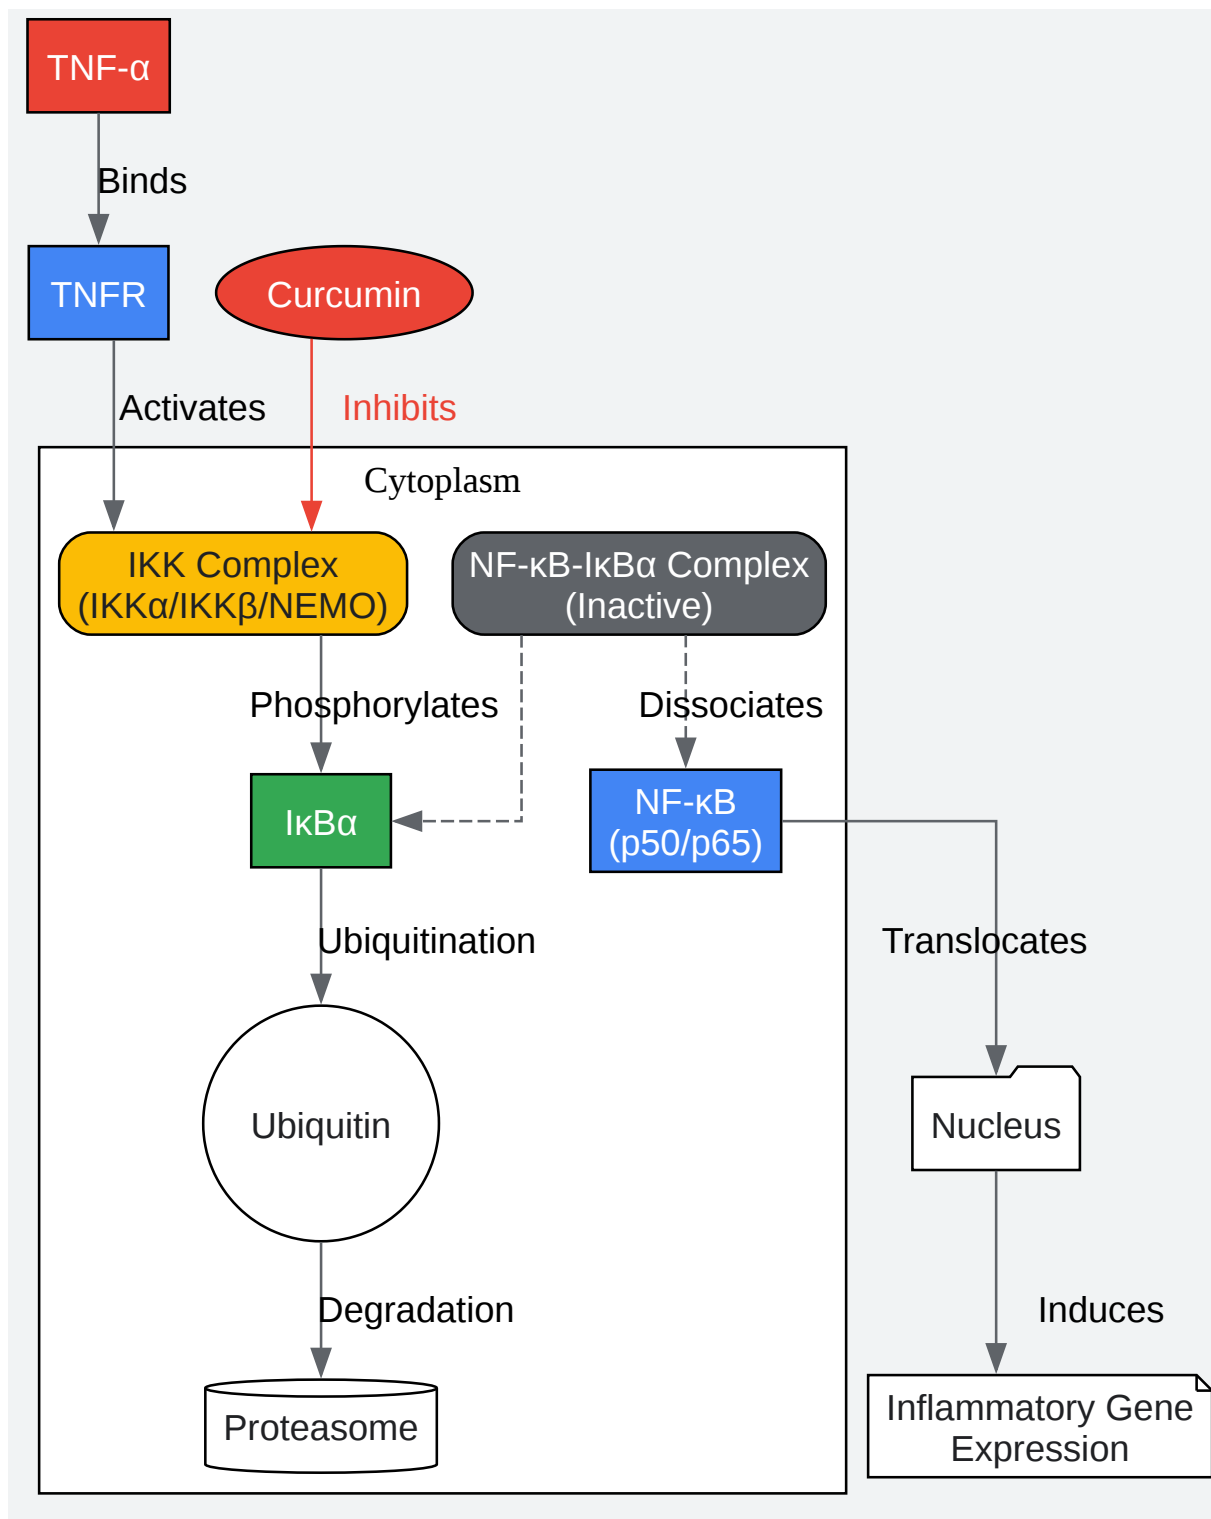 TNF-α
Binds
TNFR
Curcumin
Activates
Inhibits
Cytoplasm
IKK Complex
(IKKα/IKKβ/NEMO)
NF-κB-IκBα Complex
(Inactive)
Phosphorylates
Dissociates
IκBα
NF-κB
(p50/p65)
Ubiquitination
Translocates
Ubiquitin
Nucleus
Degradation
Induces
Proteasome
Inflammatory Gene
Expression